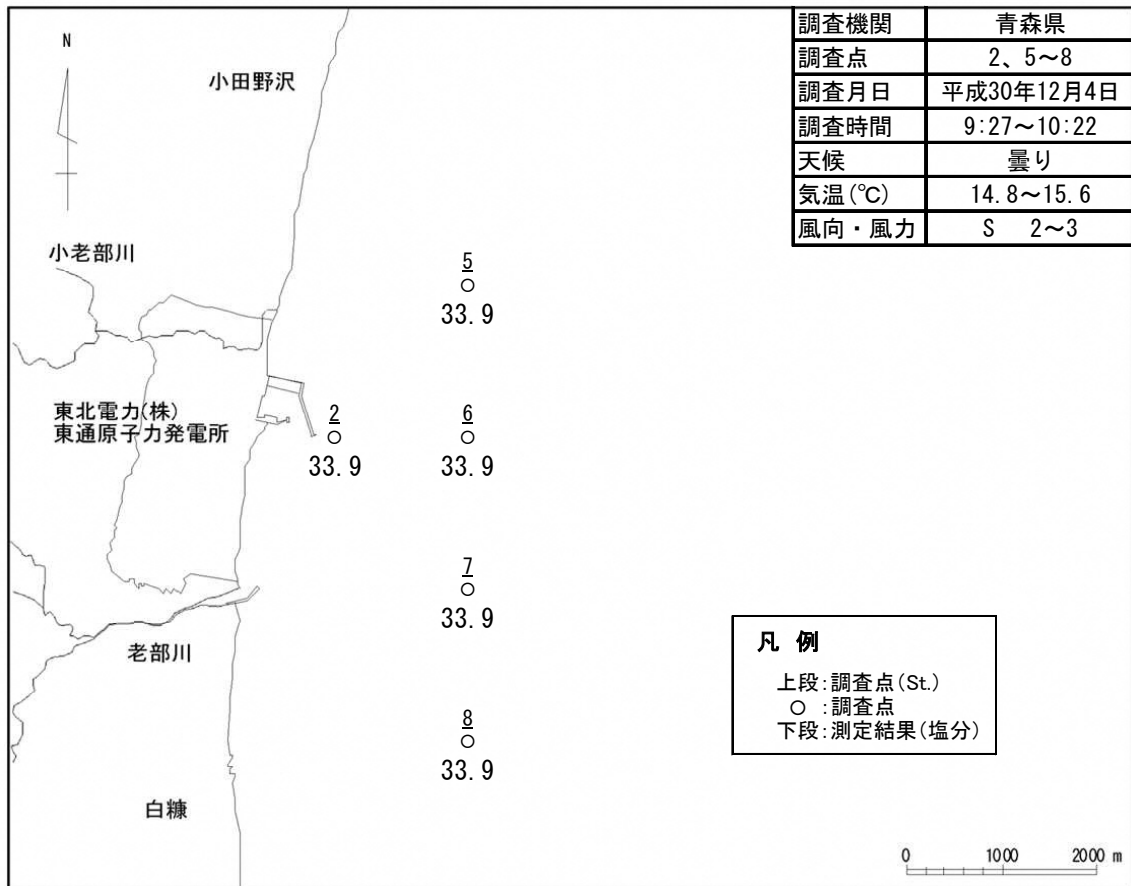 調査機関 青森県
調査点 2、5～8
調査月日 平成30年12月4日
調査時間 9:27～10:22
天候 曇り
気温(℃) 14.8～15.6
風向・風力 S 2～3
N
小田野沢
小老部川
5
33.9
東北電力(株)
東通原子力発電所
2
33.9
6
33.9
7
33.9
老部川
8
33.9
白糠
凡 例
上段:調査点(St.)
○ :調査点
下段:測定結果(塩分)
0 1000 2000 m